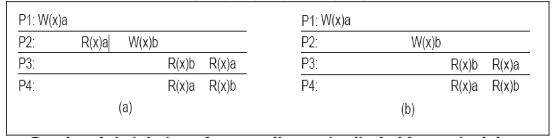 P1: W(x)a
P2: R(x)a W(x)b
P3: R(x)b R(x)a
P4: R(x)a R(x)b
(a)
P1: W(x)a
P2: W(x)b
P3: R(x)b R(x)a
P4: R(x)a R(x)b
(b)